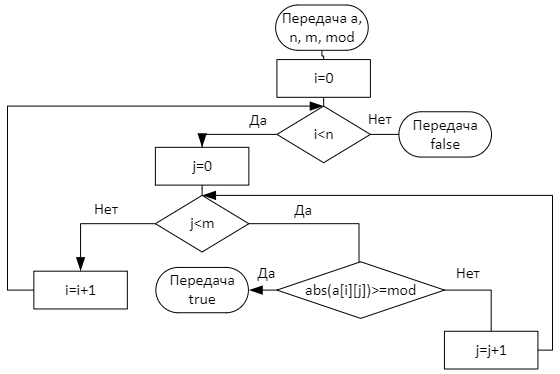 Передача a,
n, m, mod
i=0
Да
i<n
Нет
Передача
false
j=0
Нет
j<m
Да
i=i+1
Передача
true
Да
abs(a[i][j])>=mod
Нет
j=j+1